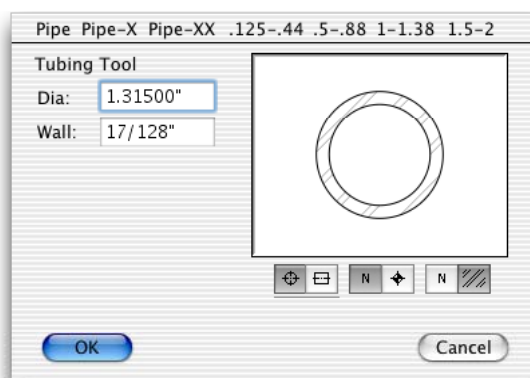 Pipe Pipe-X Pipe-XX .125-.44 .5-.88 1-1.38 1.5-2
Tubing Tool
Dia: 1.31500"
Wall: 17/128"
N N
OK Cancel